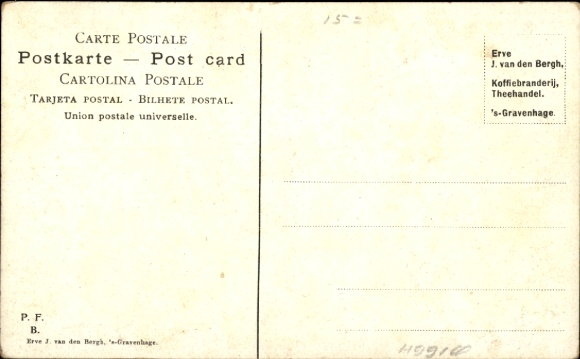 CARTE POSTALE
Postkarte — Post card
CARTOLINA POSTALE
TARJETA POSTAL - BILHETE POSTAL.
Union postale universelle.
P. F.
B.
Erve J. van den Bergh, 's-Gravenhage.
15=
Erve
J. van den Bergh,
Koffiebranderij,
Theehandel.
's-Gravenhage.